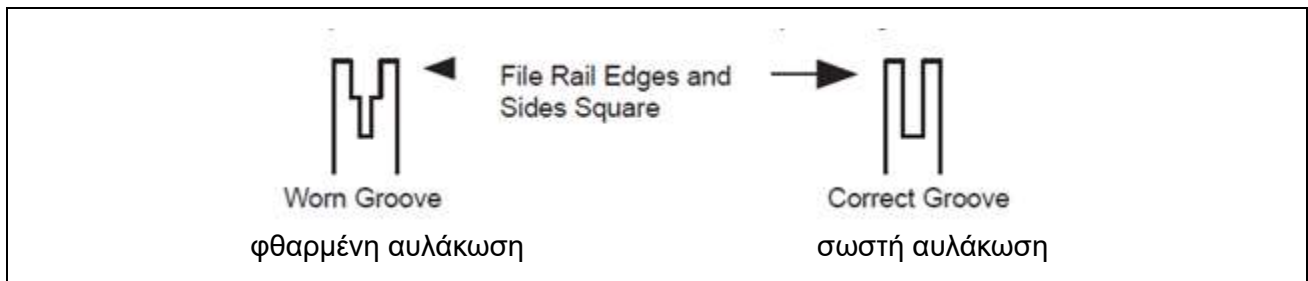 File Rail Edges and
Sides Square
Worn Groove
Correct Groove
φθαρμένη αυλάκωση
σωστή αυλάκωση